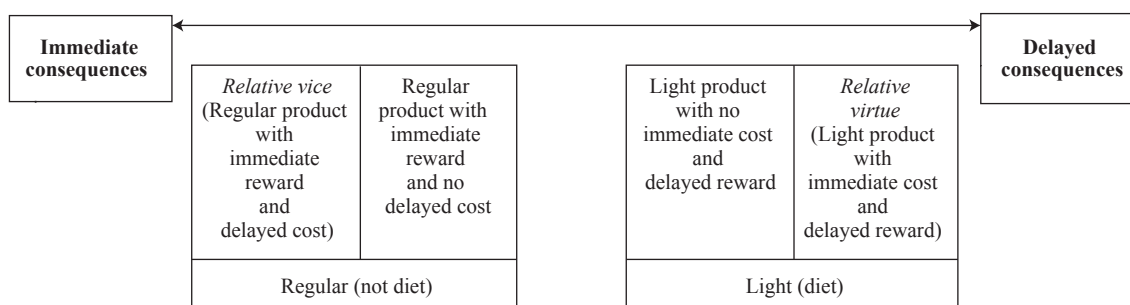 Immediate
consequences
Delayed
consequences
Relative vice
(Regular product
with
immediate
reward
and
delayed cost)
Regular
product with
immediate
reward
and no
delayed cost
Light product
with no
immediate cost
and
delayed reward
Relative
virtue
(Light product
with
immediate cost
and
delayed reward)
Regular (not diet)
Light (diet)